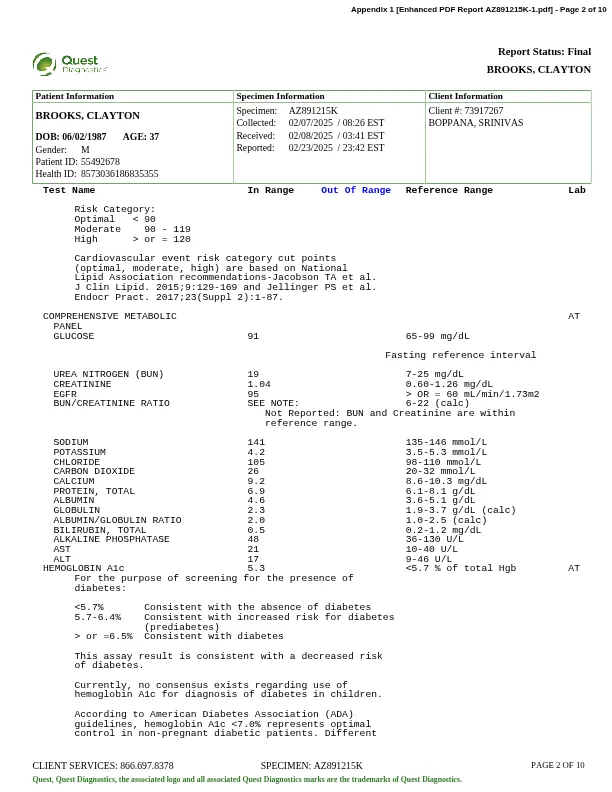 Appendix 1 [Enhanced PDF Report AZ891215K-1.pdf] - Page 2 of 10
Quest
Diagnostics
Report Status: Final
BROOKS, CLAYTON
Patient Information Specimen Information Client Information
BROOKS, CLAYTON
DOB: 06/02/1987 AGE: 37
Gender: M
Patient ID: 55492678
Health ID: 8573036186835355
Specimen: AZ891215K
Collected: 02/07/2025 / 08:26 EST
Received: 02/08/2025 / 03:41 EST
Reported: 02/23/2025 / 23:42 EST
Client #: 73917267
BOPPANA, SRINIVAS
Test Name In Range Out Of Range Reference Range Lab
Risk Category:
Optimal < 90
Moderate 90 - 119
High > or = 120
Cardiovascular event risk category cut points
(optimal, moderate, high) are based on National
Lipid Association recommendations-Jacobson TA et al.
J Clin Lipid. 2015;9:129-169 and Jellinger PS et al.
Endocr Pract. 2017;23(Suppl 2):1-87.
COMPREHENSIVE METABOLIC AT
PANEL
GLUCOSE 91 65-99 mg/dL
Fasting reference interval
UREA NITROGEN (BUN) 19 7-25 mg/dL
CREATININE 1.04 0.60-1.26 mg/dL
EGFR 95 > OR = 60 mL/min/1.73m2
BUN/CREATININE RATIO SEE NOTE: 6-22 (calc)
Not Reported: BUN and Creatinine are within
reference range.
SODIUM 141 135-146 mmol/L
POTASSIUM 4.2 3.5-5.3 mmol/L
CHLORIDE 105 98-110 mmol/L
CARBON DIOXIDE 26 20-32 mmol/L
CALCIUM 9.2 8.6-10.3 mg/dL
PROTEIN, TOTAL 6.9 6.1-8.1 g/dL
ALBUMIN 4.6 3.6-5.1 g/dL
GLOBULIN 2.3 1.9-3.7 g/dL (calc)
ALBUMIN/GLOBULIN RATIO 2.0 1.0-2.5 (calc)
BILIRUBIN, TOTAL 0.5 0.2-1.2 mg/dL
ALKALINE PHOSPHATASE 48 36-130 U/L
AST 21 10-40 U/L
ALT 17 9-46 U/L
HEMOGLOBIN A1c 5.3 <5.7 % of total Hgb AT
For the purpose of screening for the presence of
diabetes:
<5.7% Consistent with the absence of diabetes
5.7-6.4% Consistent with increased risk for diabetes
(prediabetes)
> or =6.5% Consistent with diabetes
This assay result is consistent with a decreased risk
of diabetes.
Currently, no consensus exists regarding use of
hemoglobin A1c for diagnosis of diabetes in children.
According to American Diabetes Association (ADA)
guidelines, hemoglobin A1c <7.0% represents optimal
control in non-pregnant diabetic patients. Different
CLIENT SERVICES: 866.697.8378 SPECIMEN: AZ891215K PAGE 2 OF 10
Quest, Quest Diagnostics, the associated logo and all associated Quest Diagnostics marks are the trademarks of Quest Diagnostics.